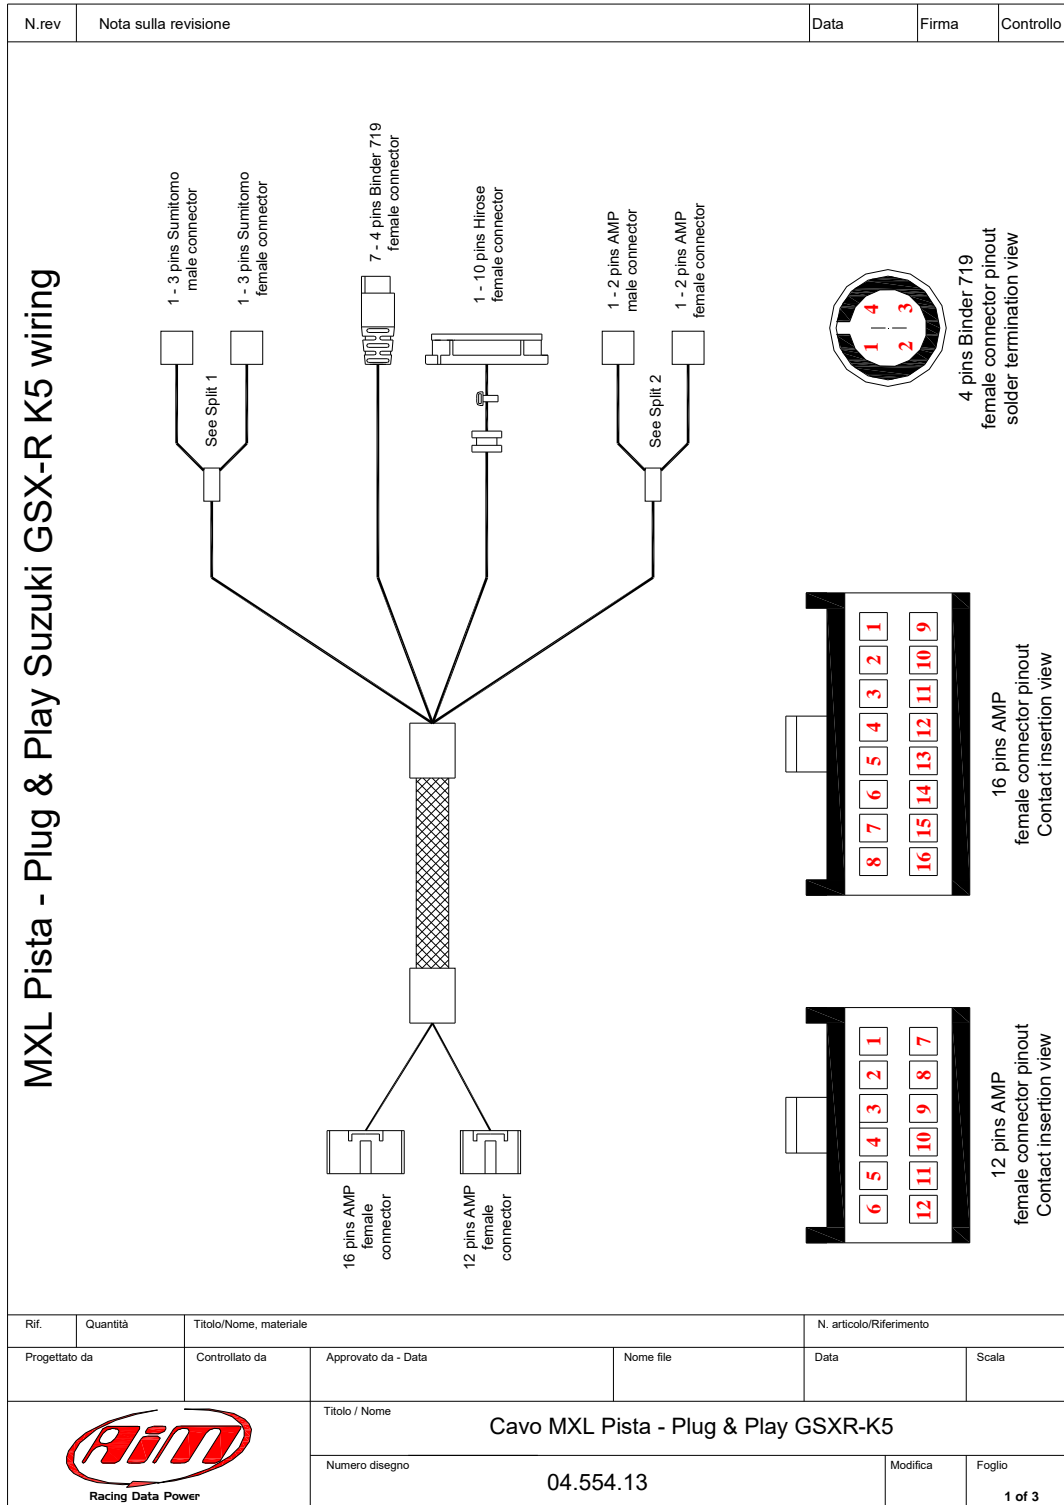 N.rev Nota sulla revisione Data Firma Controllo
MXL Pista - Plug & Play Suzuki GSX-R K5 wiring
1 - 3 pins Sumitomo
male connector
1 - 3 pins Sumitomo
female connector
See Split 1
7 - 4 pins Binder 719
female connector
1 - 10 pins Hirose
female connector
1 - 2 pins AMP
male connector
1 - 2 pins AMP
female connector
See Split 2
16 pins AMP
female
connector
12 pins AMP
female
connector
1 4
2 3
4 pins Binder 719
female connector pinout
solder termination view
8 7 6 5 4 3 2 1
16 15 14 13 12 11 10 9
16 pins AMP
female connector pinout
Contact insertion view
6 5 4 3 2 1
12 11 10 9 8 7
12 pins AMP
female connector pinout
Contact insertion view
Rif. Quantità Titolo/Nome, materiale N. articolo/Riferimento
Progettato da Controllato da Approvato da - Data Nome file Data Scala
AiM
Racing Data Power
Titolo / Nome
Cavo MXL Pista - Plug & Play GSXR-K5
Numero disegno
04.554.13
Modifica Foglio
1 of 3